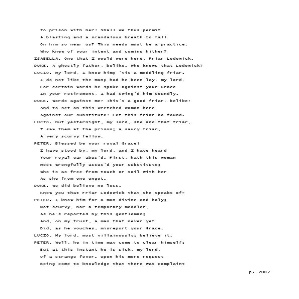 To prison with her! Shall we thus permit
A blasting and a scandalous breath to fall
On him so near us? This needs must be a practice.
Who knew of your intent and coming hither?
ISABELLA. One that I would were here, Friar Lodowick.
DUKE. A ghostly father, belike. Who knows that Lodowick?
LUCIO. My lord, I know him; 'tis a meddling friar.
I do not like the man; had he been lay, my lord,
For certain words he spake against your Grace
In your retirement, I had swing'd him soundly.
DUKE. Words against me? This's a good friar, belike!
And to set on this wretched woman here
Against our substitute! Let this friar be found.
LUCIO. But yesternight, my lord, she and that friar,
I saw them at the prison; a saucy friar,
A very scurvy fellow.
PETER. Blessed be your royal Grace!
I have stood by, my lord, and I have heard
Your royal ear abus'd. First, hath this woman
Most wrongfully accus'd your substitute;
Who is as free from touch or soil with her
As she from one ungot.
DUKE. We did believe no less.
Know you that Friar Lodowick that she speaks of?
PETER. I know him for a man divine and holy;
Not scurvy, nor a temporary meddler,
As he's reported by this gentleman;
And, on my trust, a man that never yet
Did, as he vouches, misreport your Grace.
LUCIO. My lord, most villainously; believe it.
PETER. Well, he in time may come to clear himself;
But at this instant he is sick, my lord,
Of a strange fever. Upon his mere request-
Being come to knowledge that there was complaint